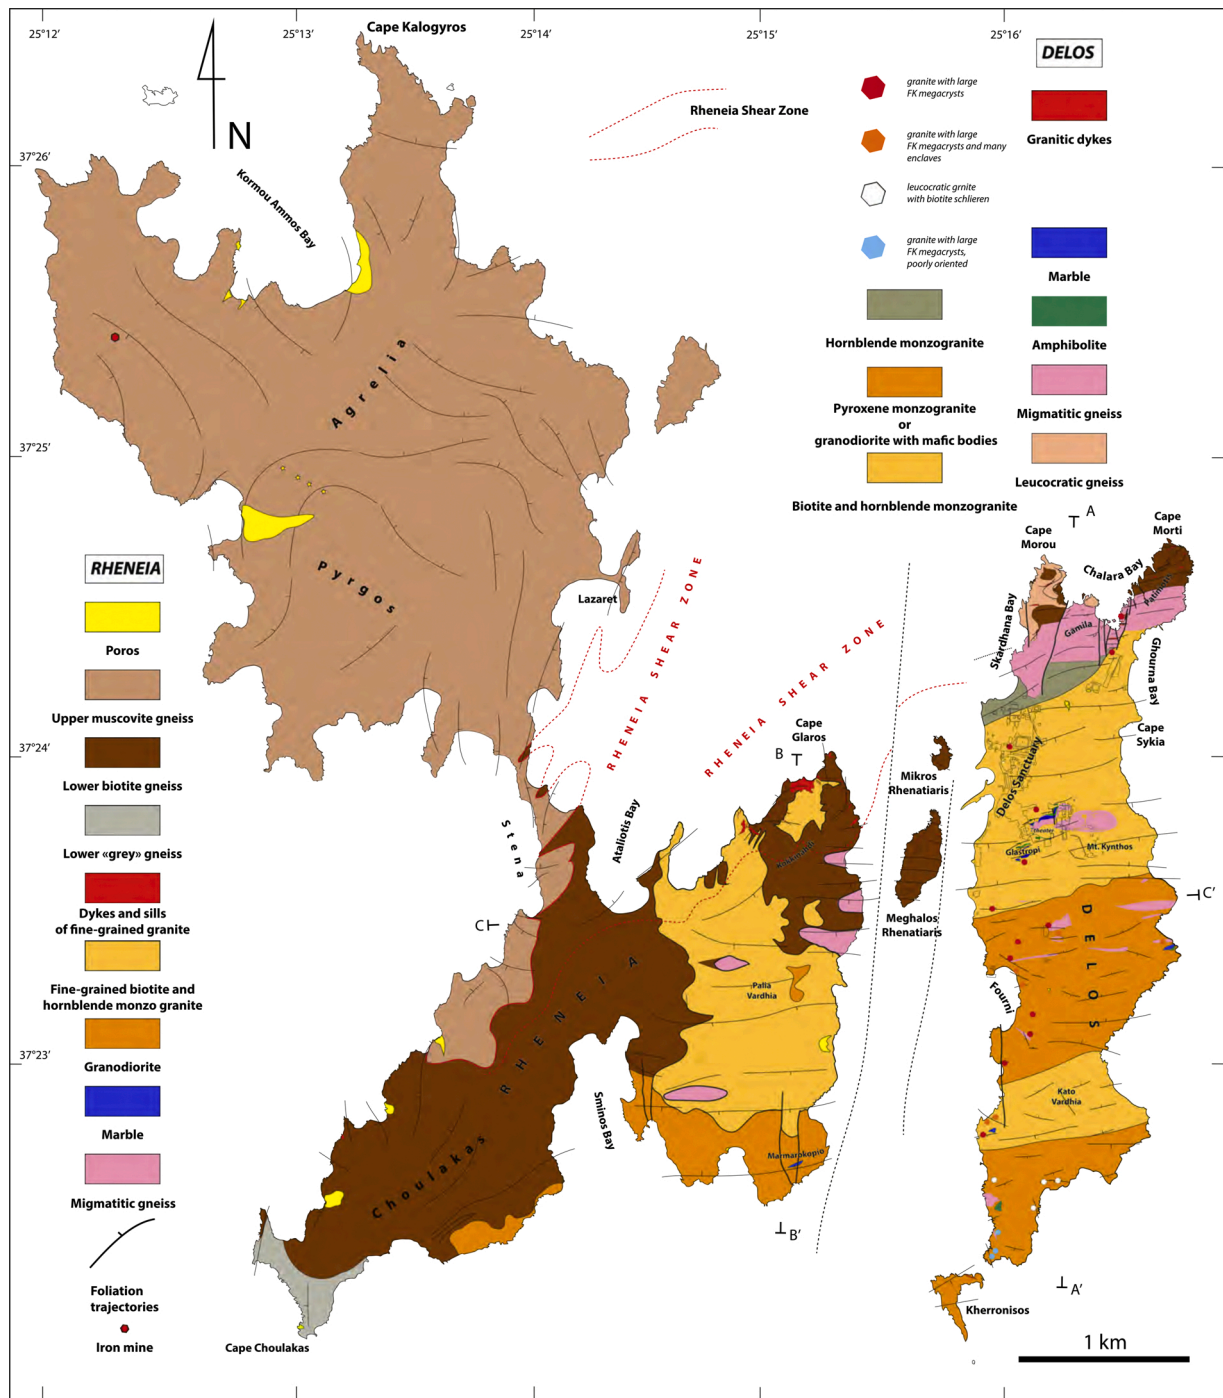 25°12'
25°13'
25°14'
25°15'
25°16'
Cape Kalogyros
N
Kormou Ammos Bay
Rheneia Shear Zone
37°26'
37°25'
37°24'
37°23'
Agrelia
Pyrgos
Lazaret
RHENEIA SHEAR ZONE
RHENEIA SHEAR ZONE
Stena
Ataliotis Bay
Cape
Glaros
B
C
RHENEIA
Choulakas
Sminos Bay
Palla
Vardhia
Marmarokopio
B'
Cape Choulakas
Mikros
Rhenatiaris
Meghalos
Rhenatiaris
granite with large
FK megacrysts
granite with large
FK megacrysts and many
enclaves
leucocratic grnite
with biotite schlieren
granite with large
FK megacrysts,
poorly oriented
Hornblende monzogranite
Pyroxene monzogranite
or
granodiorite with mafic bodies
Biotite and hornblende monzogranite
DELOS
Granitic dykes
Marble
Amphibolite
Migmatitic gneiss
Leucocratic gneiss
A
Cape
Morou
Cape
Morti
Chalara Bay
Skardhana Bay
Gamila
Patiniotis
Ghourna Bay
Cape
Sykia
Delos Sanctuary
Theater
Glastropi
Mt. Kynthos
C'
DELOS
Fourni
Kato
Vardhia
A'
Kherronisos
1 km
RHENEIA
Poros
Upper muscovite gneiss
Lower biotite gneiss
Lower «grey» gneiss
Dykes and sills
of fine-grained granite
Fine-grained biotite and
hornblende monzo granite
Granodiorite
Marble
Migmatitic gneiss
Foliation
trajectories
Iron mine